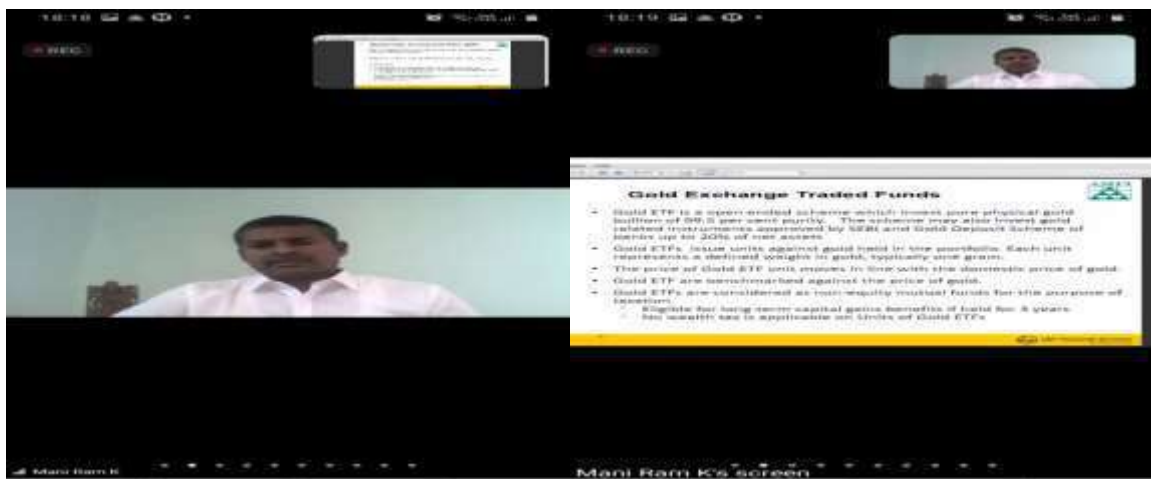 18:18
REC
Mani Ram K
18:19
REC
Gold Exchange Traded Funds
Gold ETF is a open ended scheme which invest pure physical gold
bullion of 99.5 per cent purity. The scheme may also invest gold
related instruments approved by SEBI and Gold Deposit Scheme of
banks up to 20% of net assets
Gold ETFs issue units against gold held in the portfolio. Each unit
represents a defined weight in gold, typically one gram.
The price of Gold ETF unit moves in line with the domestic price of gold.
Gold ETF are benchmarked against the price of gold.
Gold ETFs are considered as non-equity mutual funds for the purpose of
taxation.
Eligible for long-term capital gains benefits if held for 3 years
No wealth tax is applicable on Units of Gold ETFs
Mani Ram K's screen